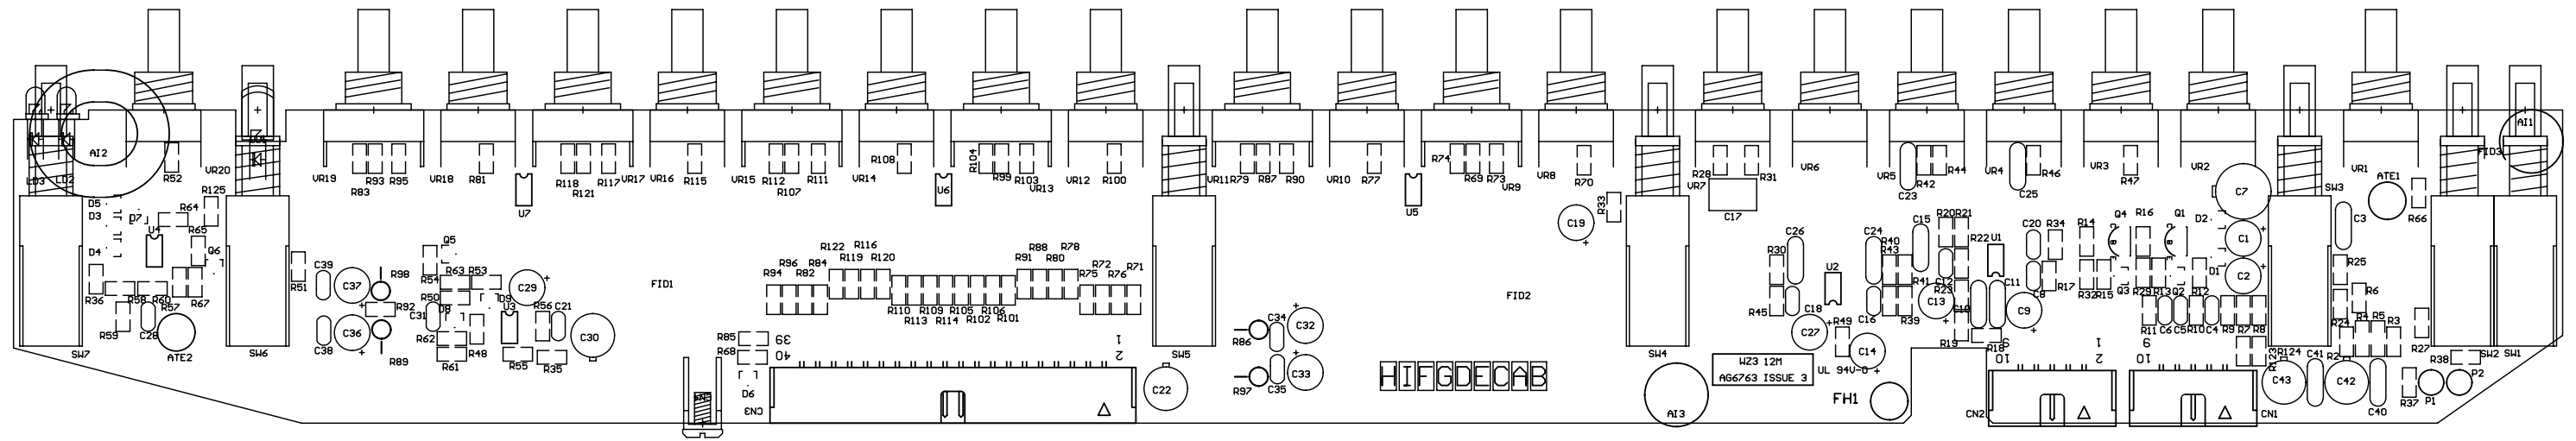 AI2
LD3
LD2
R52
VR20
R125
VR19
R83
R93
R95
VR18
R81
U7
R118
R121
R117
VR17
VR16
R115
VR15
R112
R107
R111
VR14
R108
U6
R104
R99
R103
VR13
VR12
R100
VR11
R79
R87
R90
VR10
R77
U5
R74
R69
R73
VR9
VR8
R70
R33
C19
VR7
R28
R31
C17
VR6
VR5
C23
R42
R44
VR4
C25
R46
VR3
R47
VR2
C7
SW3
VR1
ATE1
R66
FID3
AI1
D5
D3
D4
D7
U4
R64
R65
Q6
R36
R58
R60
R57
R67
R59
C28
ATE2
SW7
SW6
R51
C39
C37
C38
C36
R98
R92
R89
Q5
R54
R63
R53
R50
C31
D8
D9
R62
R61
R48
U3
C29
R56
C21
R55
R35
C30
FID1
R94
R96
R82
R84
R122
R119
R116
R120
R110
R113
R109
R114
R105
R102
R106
R101
R91
R88
R80
R78
R75
R72
R76
R71
R85
R68
D6
CN3
39
40
1
2
C22
SW5
R86
C34
C32
R97
C35
C33
FID2
HIFGDECAB
SW4
AI3
WZ3 12M
AG6763 ISSUE 3
UL 94V-0
FH1
R30
C26
R45
C18
U2
C27
R49
C14
C24
C16
R40
R43
R41
R39
C15
C12
C13
R20
R21
R23
R22
C10
R19
R18
U1
C11
C9
C20
C8
R34
R17
R14
R32
R15
Q4
Q3
R16
R29
R13
Q1
Q2
R12
D2
D1
C1
C2
R11
C6
C5
R10
C4
R9
R7
R8
9
10
1
2
9
10
CN2
CN1
R123
R124
C43
C41
R2
C42
C40
C3
R25
R6
R24
R4
R5
R3
R27
R38
R37
P1
P2
SW2
SW1